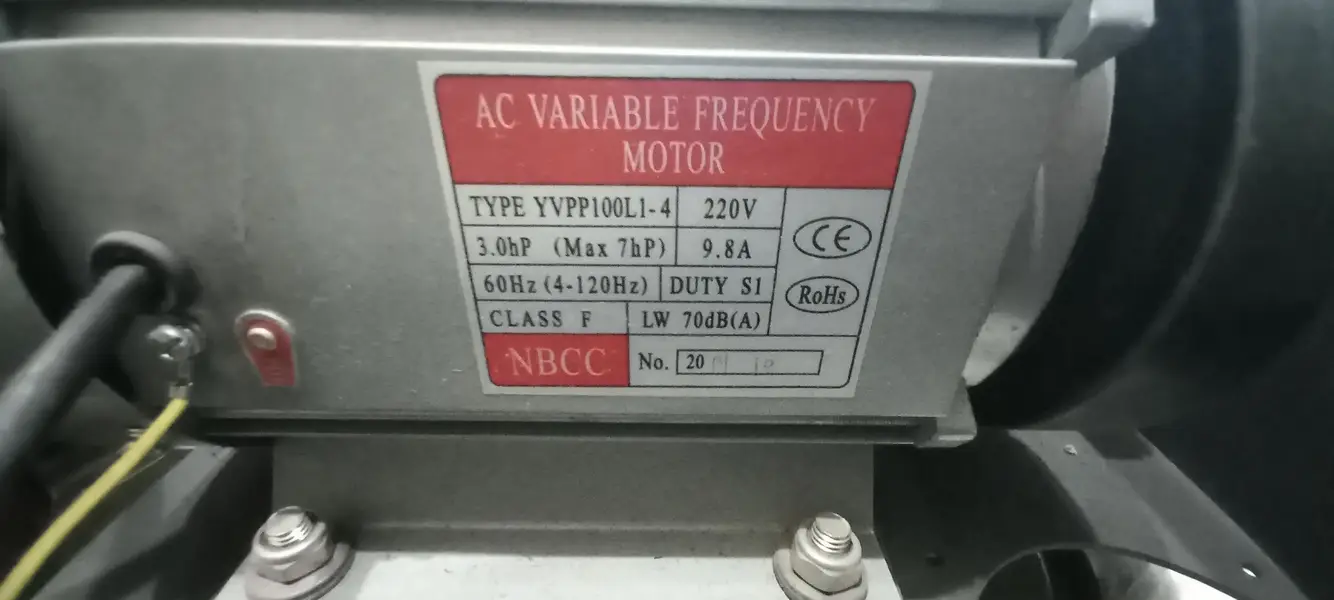 AC VARIABLE FREQUENCY
MOTOR
TYPE YVPP100L1-4 220V
3.0hP (Max 7hP) 9.8A
CE
60Hz (4-120Hz) DUTY S1
RoHs
CLASS F LW 70dB(A)
NBCC No. 20